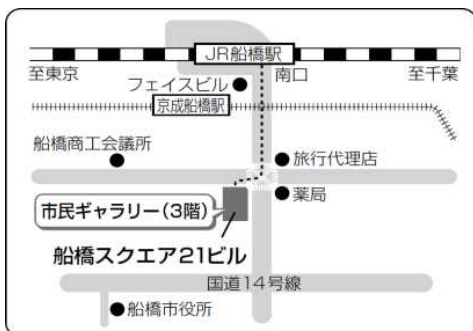 JR船橋駅
至東京
南口
至千葉
フェイスビル
京成船橋駅
船橋商工会議所
旅行代理店
薬局
市民ギャラリー(3階)
船橋スクエア21ビル
国道14号線
船橋市役所